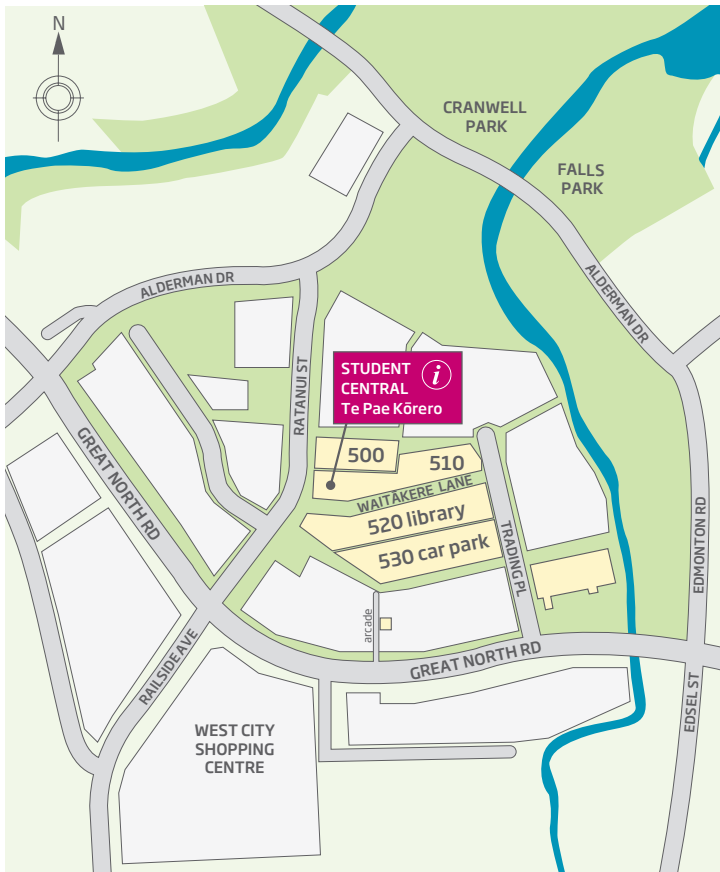 N
CRANWELL
PARK
FALLS
PARK
ALDERMAN DR
ALDERMAN DR
RATANUI ST
STUDENT
CENTRAL
i
Te Pae Kōrero
GREAT NORTH RD
500
510
WAITĀKERE LANE
520 library
530 car park
TRADING PL
EDMONTON RD
arcade
RAILSIDE AVE
GREAT NORTH RD
EDSEL ST
WEST CITY
SHOPPING
CENTRE